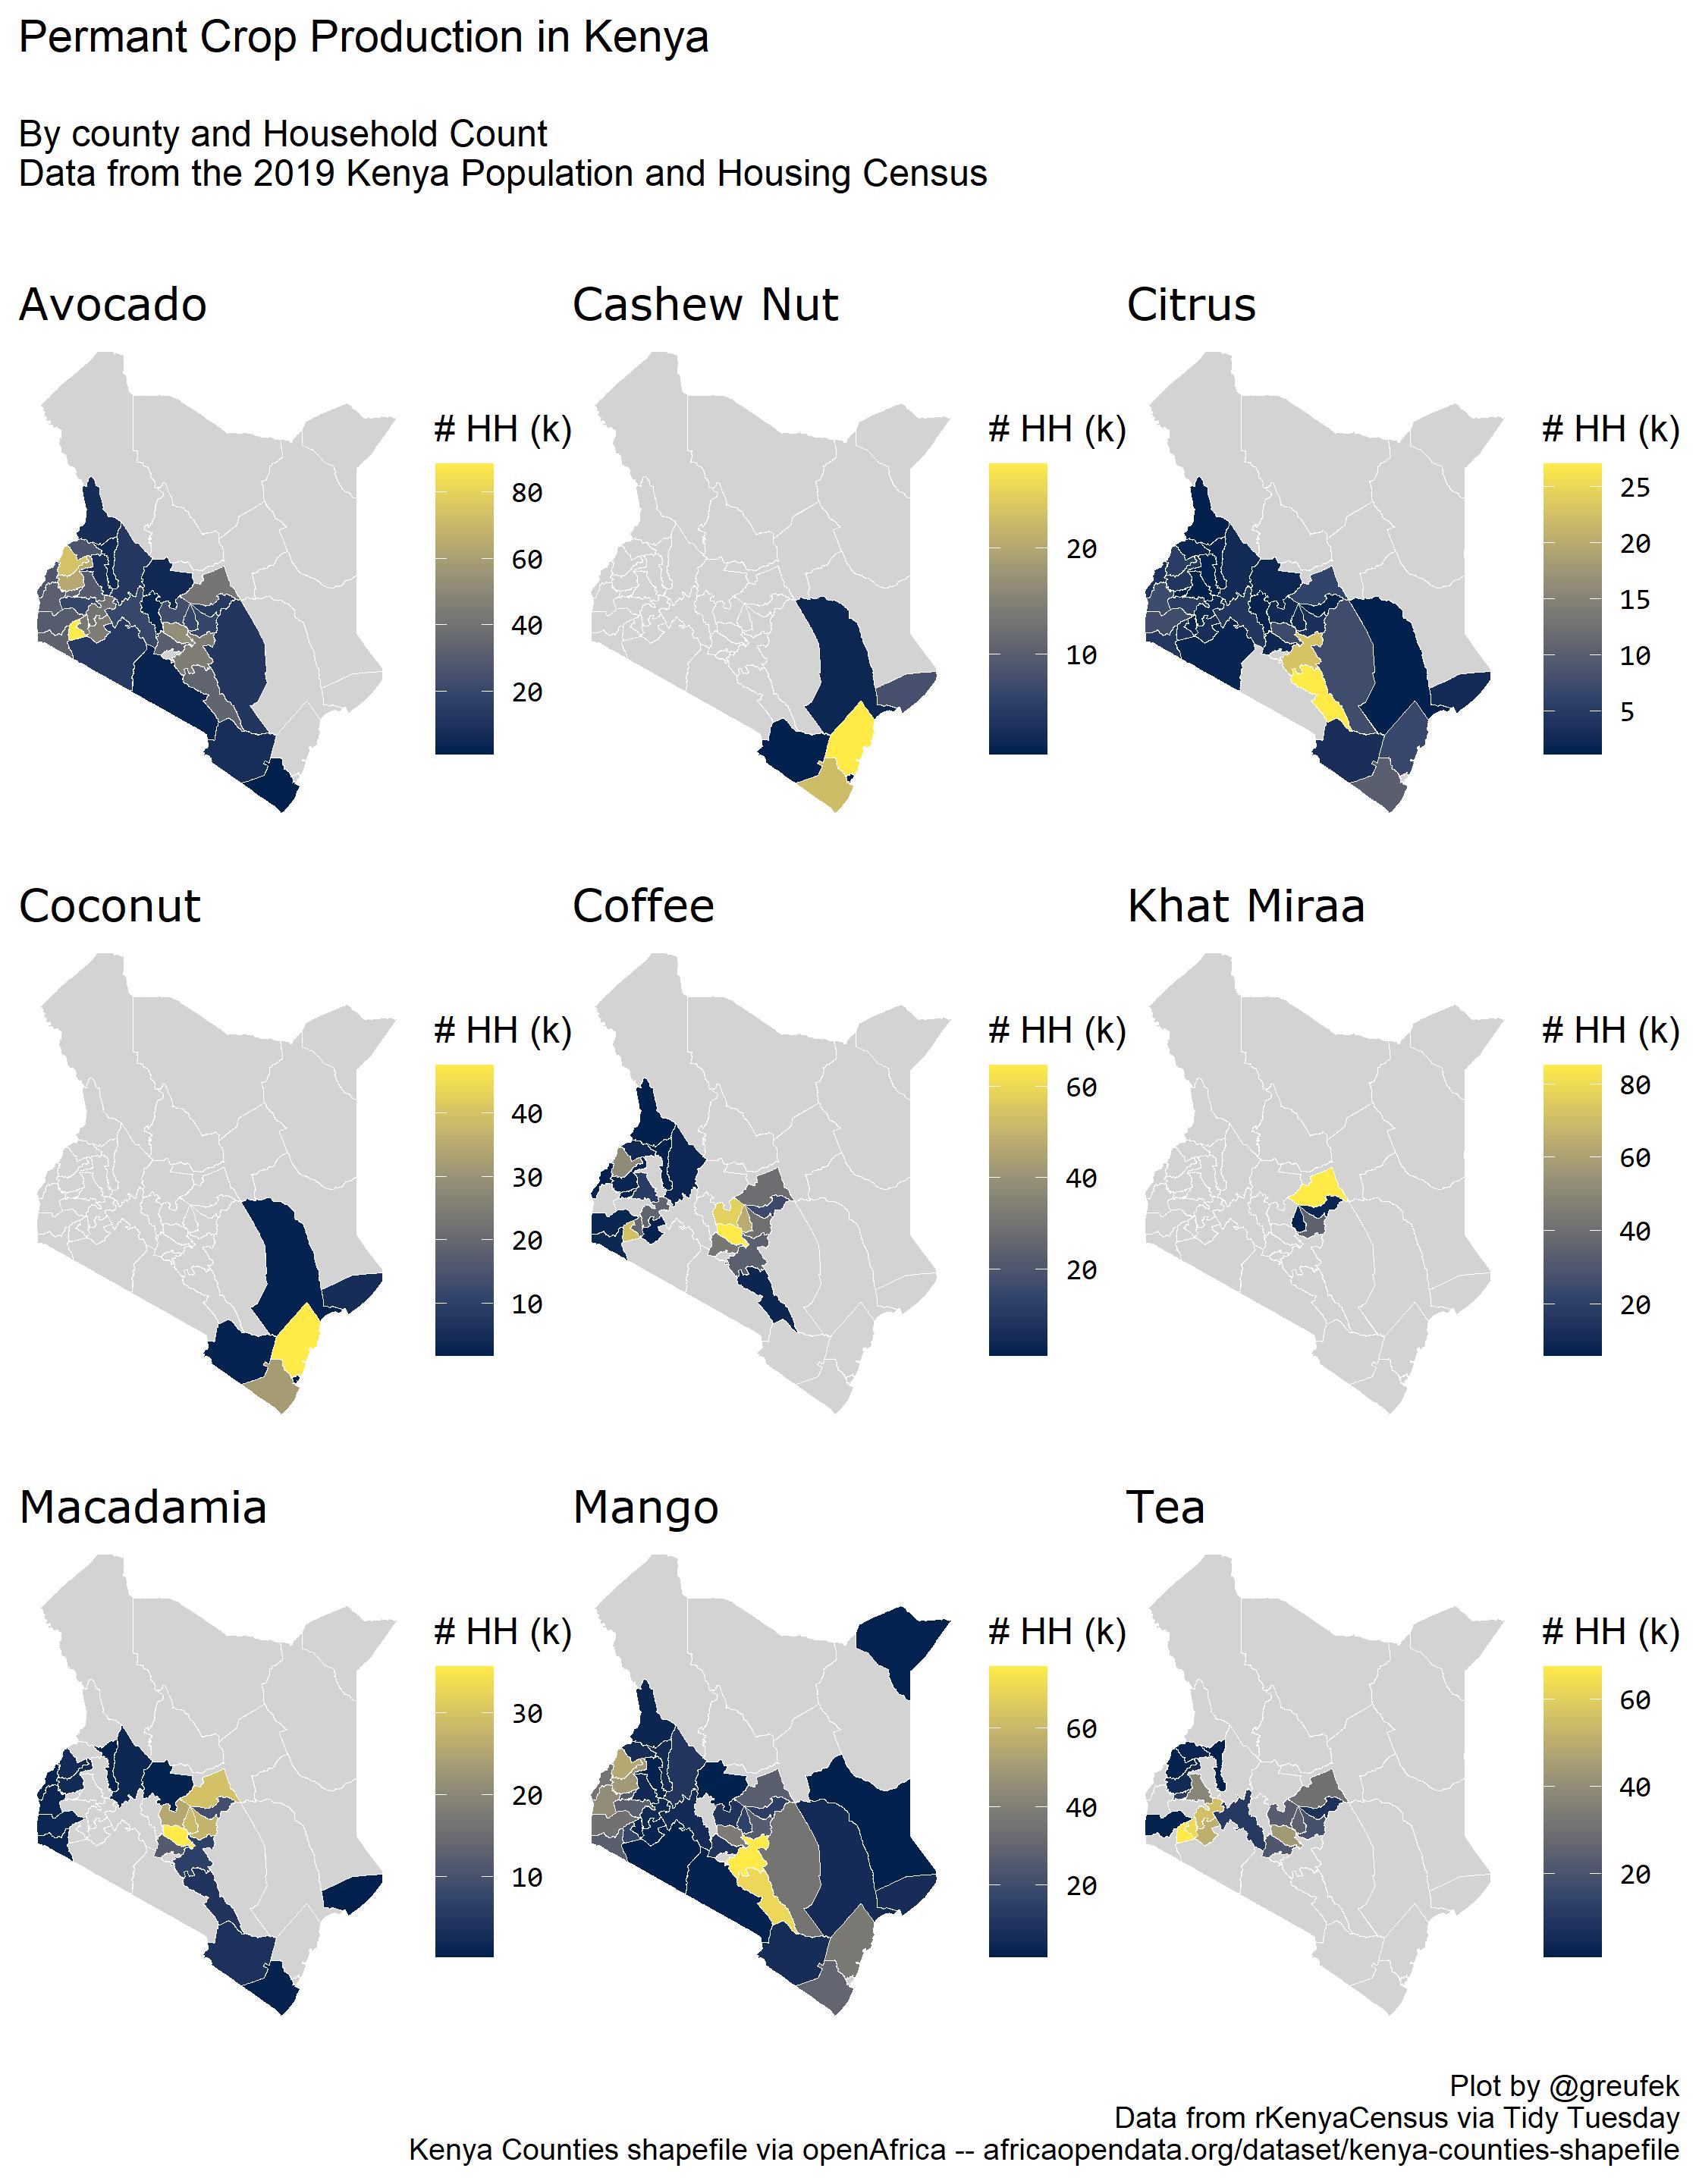 Permant Crop Production in Kenya
By county and Household Count
Data from the 2019 Kenya Population and Housing Census
Avocado
# HH (k)
80
60
40
20
Cashew Nut
# HH (k)
20
10
Citrus
# HH (k)
25
20
15
10
5
Coconut
# HH (k)
40
30
20
10
Coffee
# HH (k)
60
40
20
Khat Miraa
# HH (k)
80
60
40
20
Macadamia
# HH (k)
30
20
10
Mango
# HH (k)
60
40
20
Tea
# HH (k)
60
40
20
Plot by @greufek
Data from rKenyaCensus via Tidy Tuesday
Kenya Counties shapefile via openAfrica -- africaopendata.org/dataset/kenya-counties-shapefile